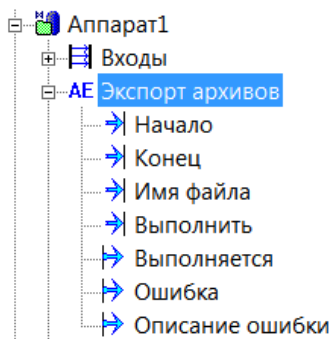 Аппарат1
Входы
AE Экспорт архивов
Начало
Конец
Имя файла
Выполнить
Выполняется
Ошибка
Описание ошибки